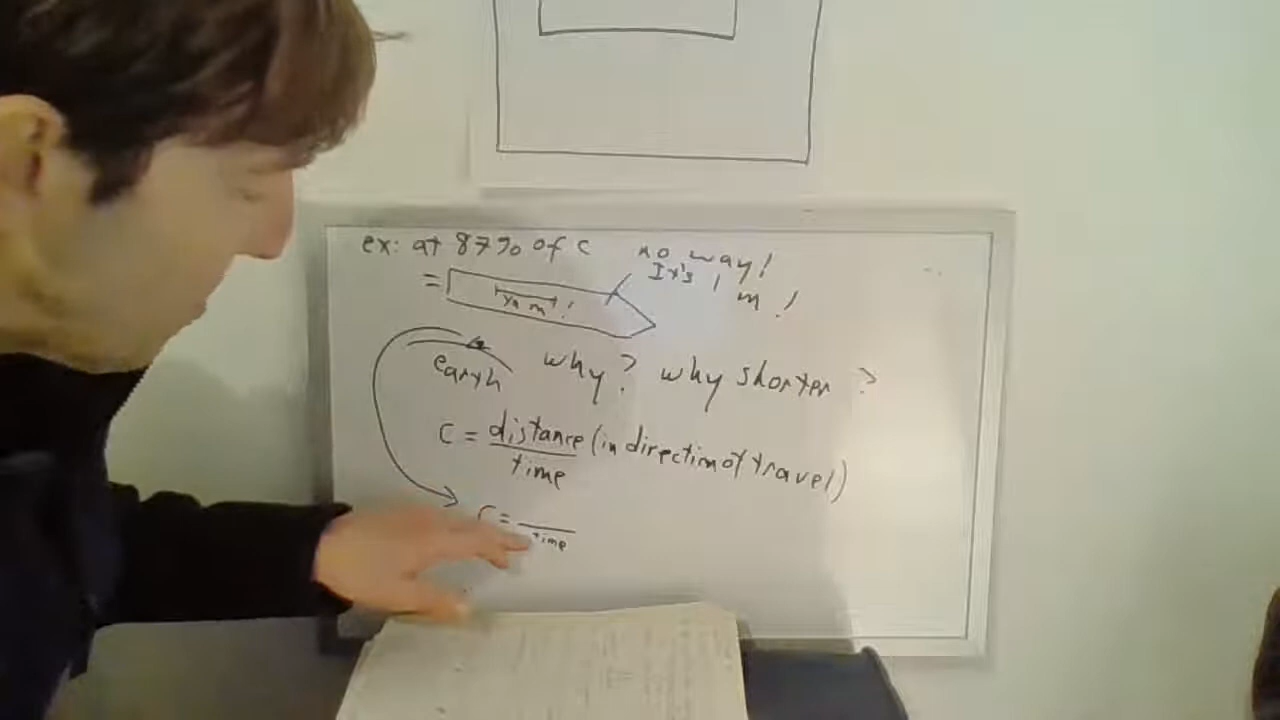 ex: at 87% of c
no way!
It's 1 m!
= ½ m!
earth
why? why shorter?
c = distance (in direction of travel)
time
c =
time